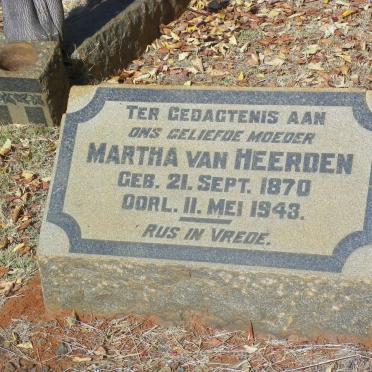 TER GEDAGTENIS AAN
ONS GELIEFDE MOEDER
MARTHA VAN HEERDEN
GEB. 21. SEPT. 1870
OORL. 11. MEI 1943.
RUS IN VREDE.